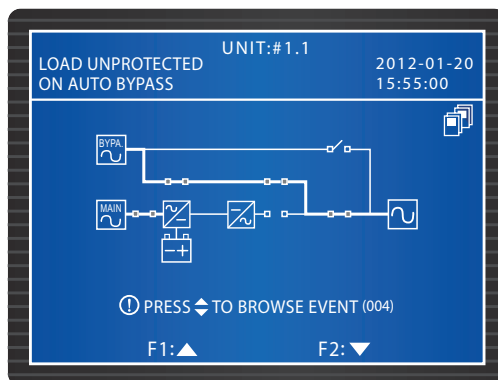 UNIT:#1.1
LOAD UNPROTECTED
ON AUTO BYPASS
2012-01-20
15:55:00
BYPA.
MAIN
PRESS TO BROWSE EVENT (004)
F1:
F2: